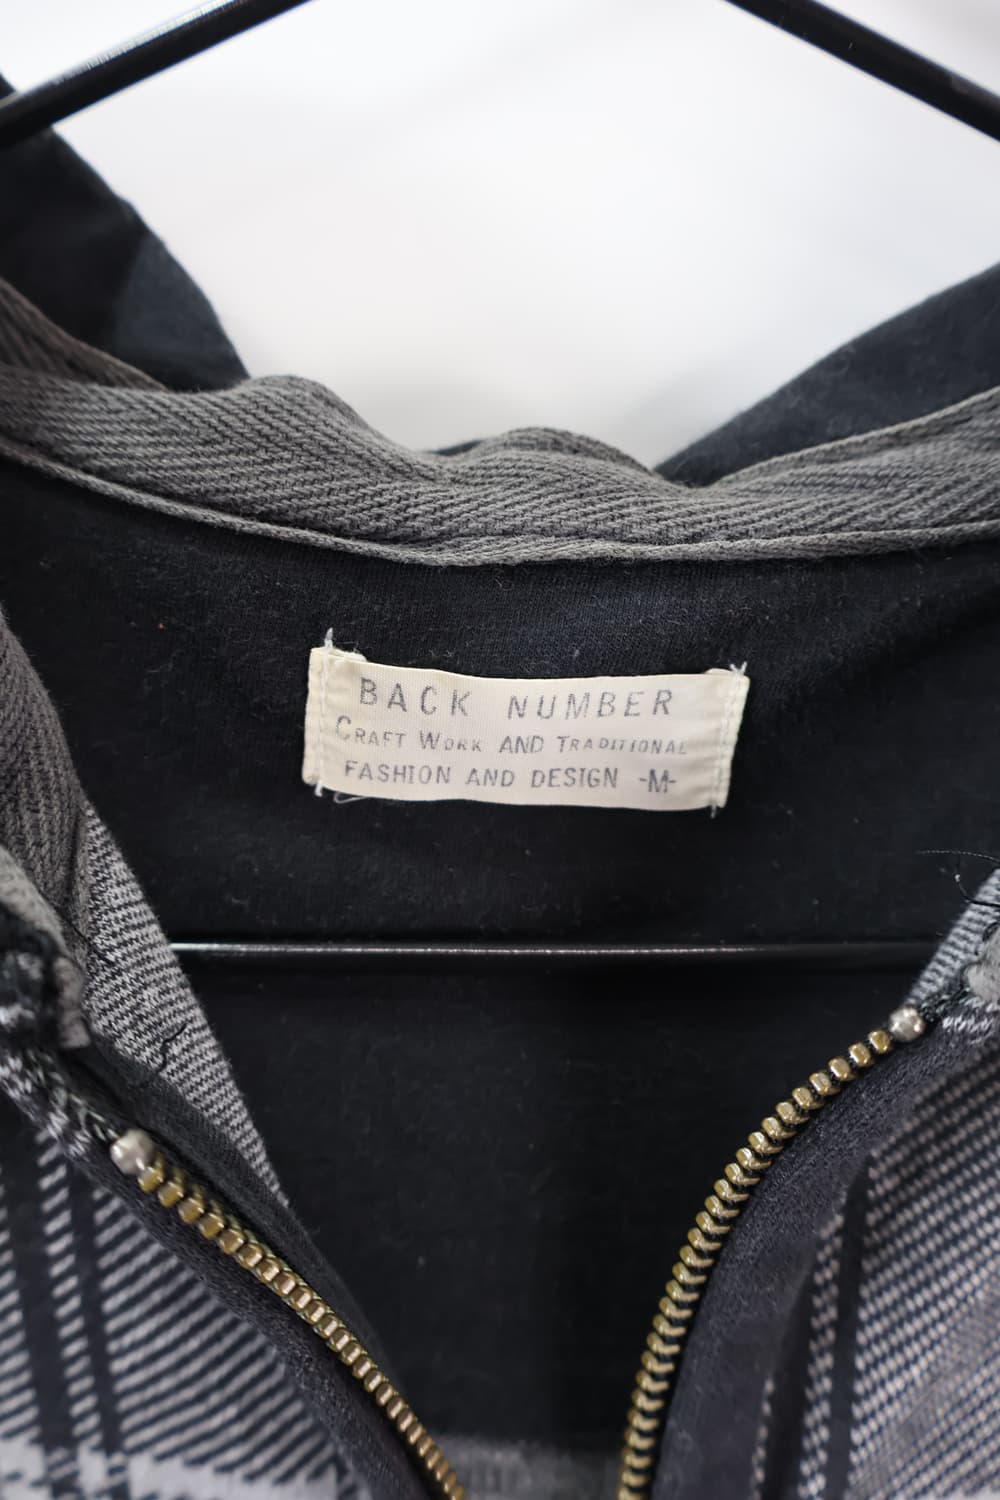 BACK NUMBER
CRAFT WORK AND TRADITIONAL
FASHION AND DESIGN -M-